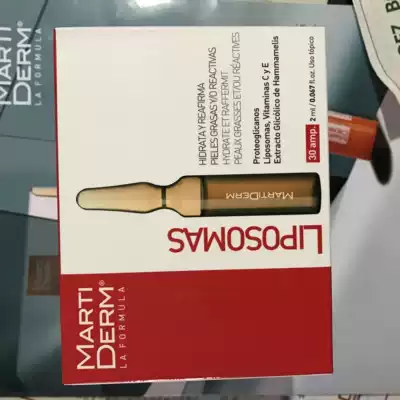 MARTI
DERM®
LA FORMULA
LIPOSOMAS
MARTIDERM
HIDRATA Y REAFIRMA
PIELES GRASAS Y/O REACTIVAS
HYDRATE ET RAFFERMIT
PEAUX GRASSES ET/OU RÉACTIVES
Proteoglicanos
Liposomas, Vitaminas C y E
Extracto Glicólico de Hammamelis
30 amp. 2 ml / 0.067 fl.oz. Uso tópico
MARTI
DERM®
LA FORMULA